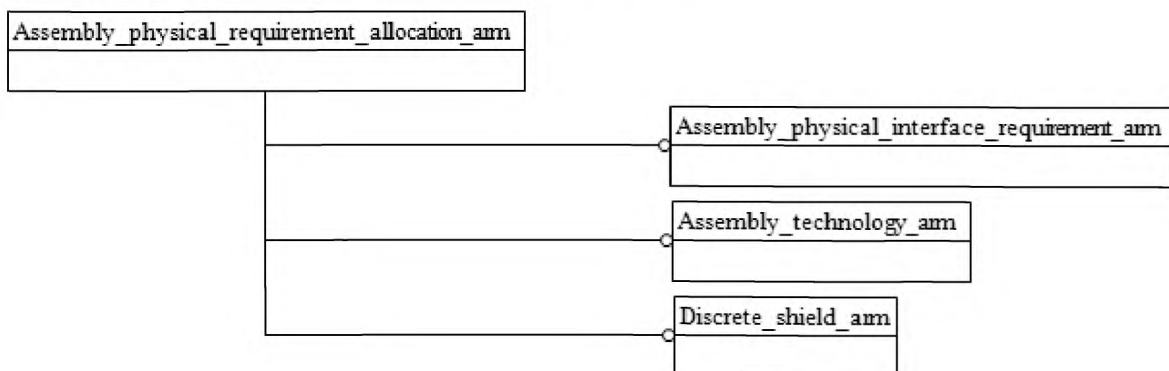 Assembly_physical_requirement_allocation_arm
Assembly_physical_interface_requirement_arm
Assembly_technology_arm
Discrete_shield_arm